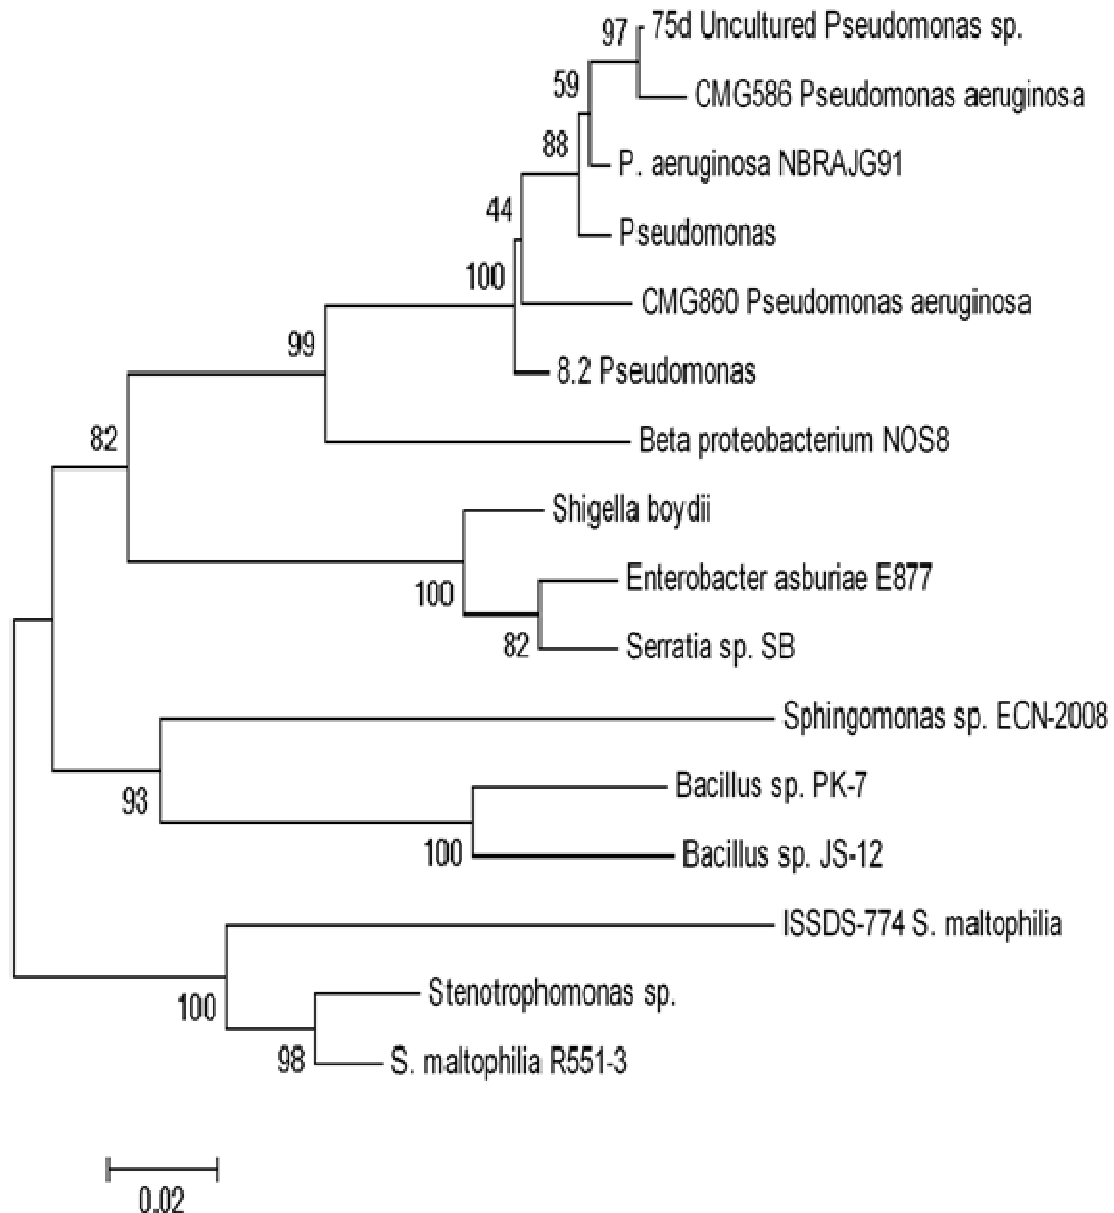 97
75d Uncultured Pseudomonas sp.
59
CMG586 Pseudomonas aeruginosa
88
P. aeruginosa NBRAJG91
44
Pseudomonas
100
CMG860 Pseudomonas aeruginosa
99
8.2 Pseudomonas
82
Beta proteobacterium NOS8
Shigella boydii
Enterobacter asburiae E877
100
82
Serratia sp. SB
Sphingomonas sp. ECN-2008
93
Bacillus sp. PK-7
100
Bacillus sp. JS-12
ISSDS-774 S. maltophilia
100
Stenotrophomonas sp.
98
S. maltophilia R551-3
0.02